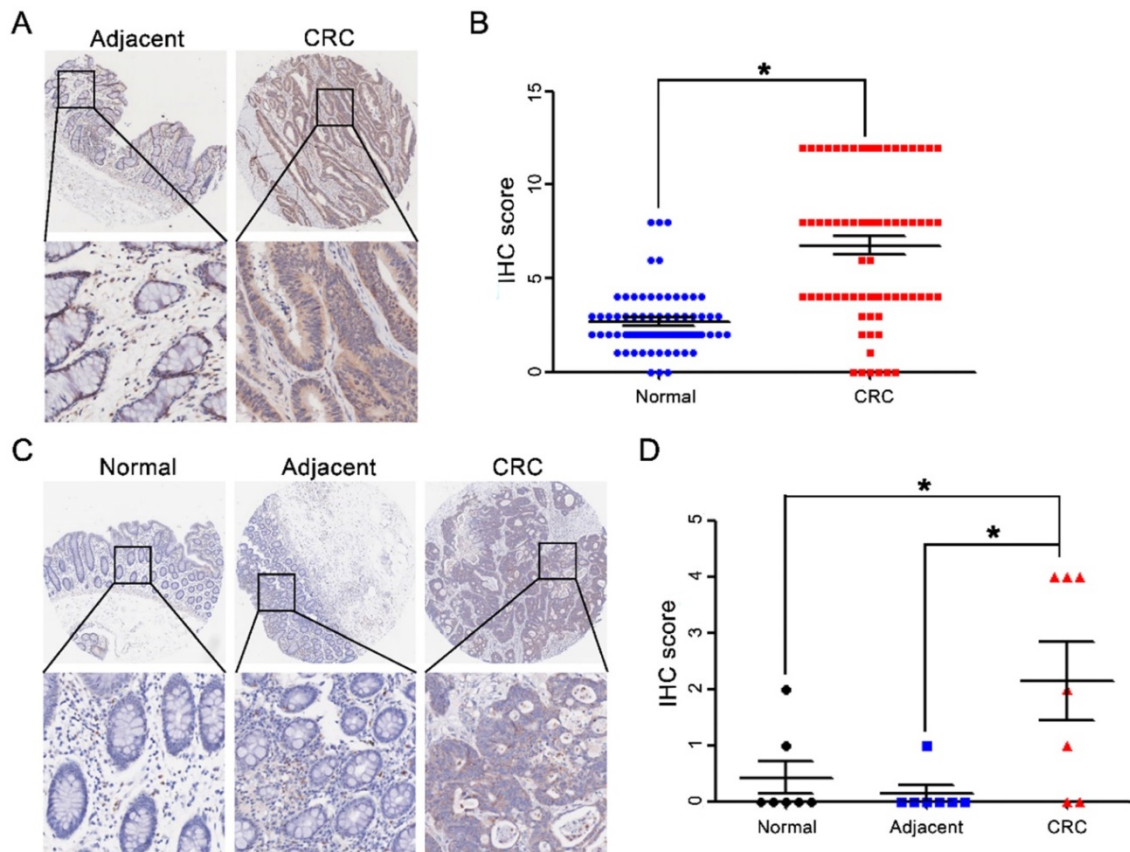 A
Adjacent
CRC
B
*
IHC score
15
10
5
0
Normal
CRC
C
Normal
Adjacent
CRC
D
*
*
IHC score
5
4
3
2
1
0
Normal
Adjacent
CRC